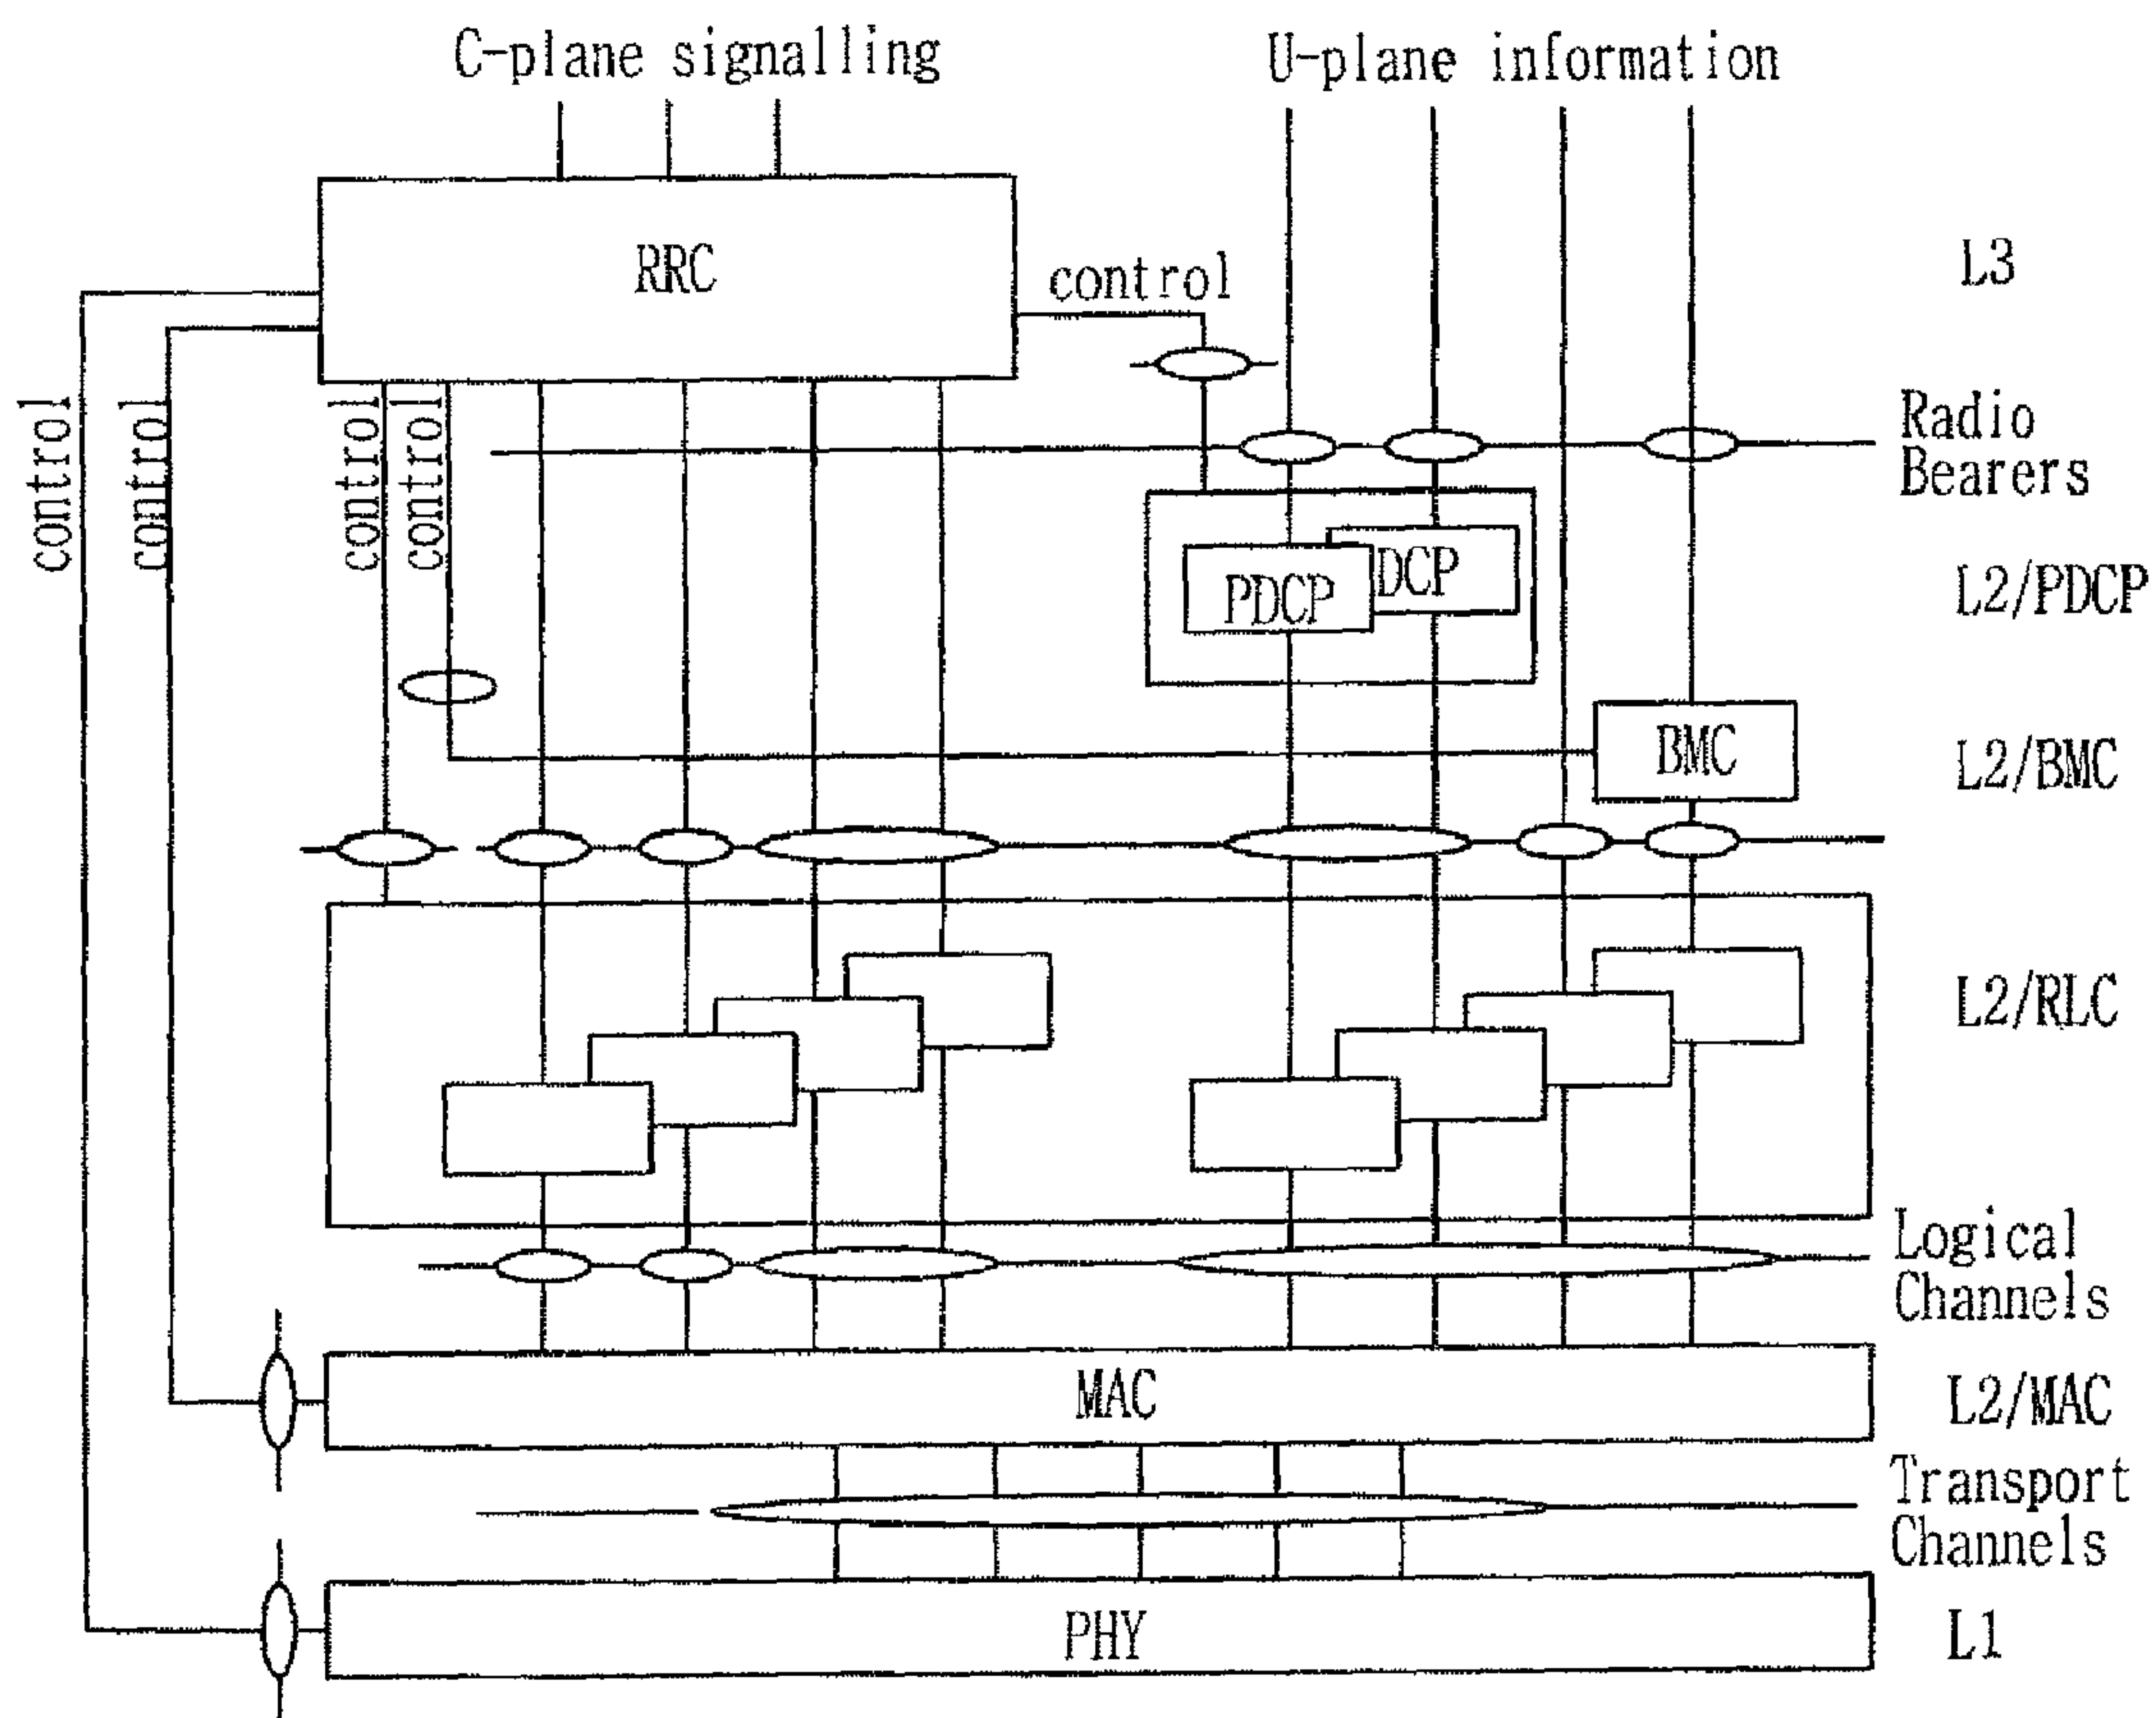 C-plane signalling
U-plane information
RRC
control
L3
control
control
control
control
Radio
Bearers
PDCP
DCP
L2/PDCP
BMC
L2/BMC
L2/RLC
Logical
Channels
MAC
L2/MAC
Transport
Channels
PHY
L1